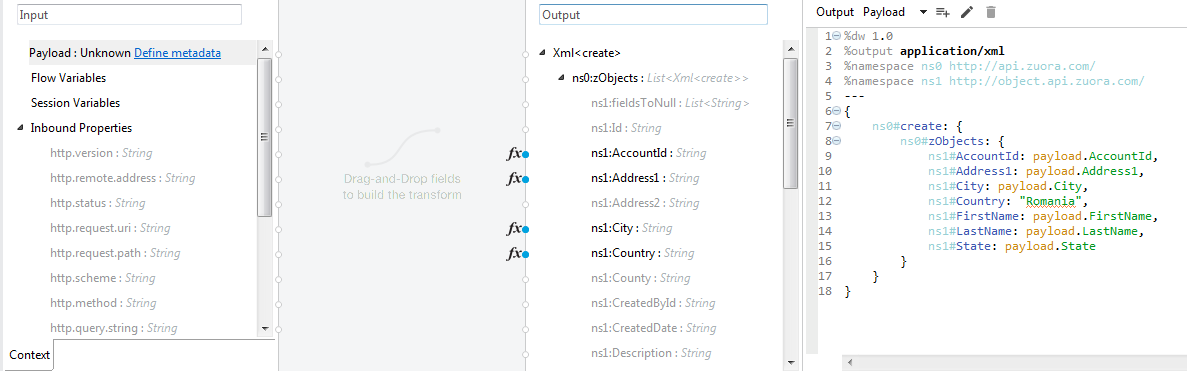 Input
Payload : Unknown Define metadata
Flow Variables
Session Variables
Inbound Properties
http.version : String
http.remote.address : String
http.status : String
http.request.uri : String
http.request.path : String
http.scheme : String
http.method : String
http.query.string : String
Context
Drag-and-Drop fields
to build the transform
Output
Xml<create>
ns0:zObjects : List<Xml<create>>
ns1:fieldsToNull : List<String>
ns1:Id : String
fx ns1:AccountId : String
fx ns1:Address1 : String
ns1:Address2 : String
fx ns1:City : String
fx ns1:Country : String
ns1:County : String
ns1:CreatedById : String
ns1:CreatedDate : String
ns1:Description : String
Output Payload
1 %dw 1.0
2 %output application/xml
3 %namespace ns0 http://api.zuora.com/
4 %namespace ns1 http://object.api.zuora.com/
5 ---
6 {
7 ns0#create: {
8 ns0#zObjects: {
9 ns1#AccountId: payload.AccountId,
10 ns1#Address1: payload.Address1,
11 ns1#City: payload.City,
12 ns1#Country: "Romania",
13 ns1#FirstName: payload.FirstName,
14 ns1#LastName: payload.LastName,
15 ns1#State: payload.State
16 }
17 }
18 }